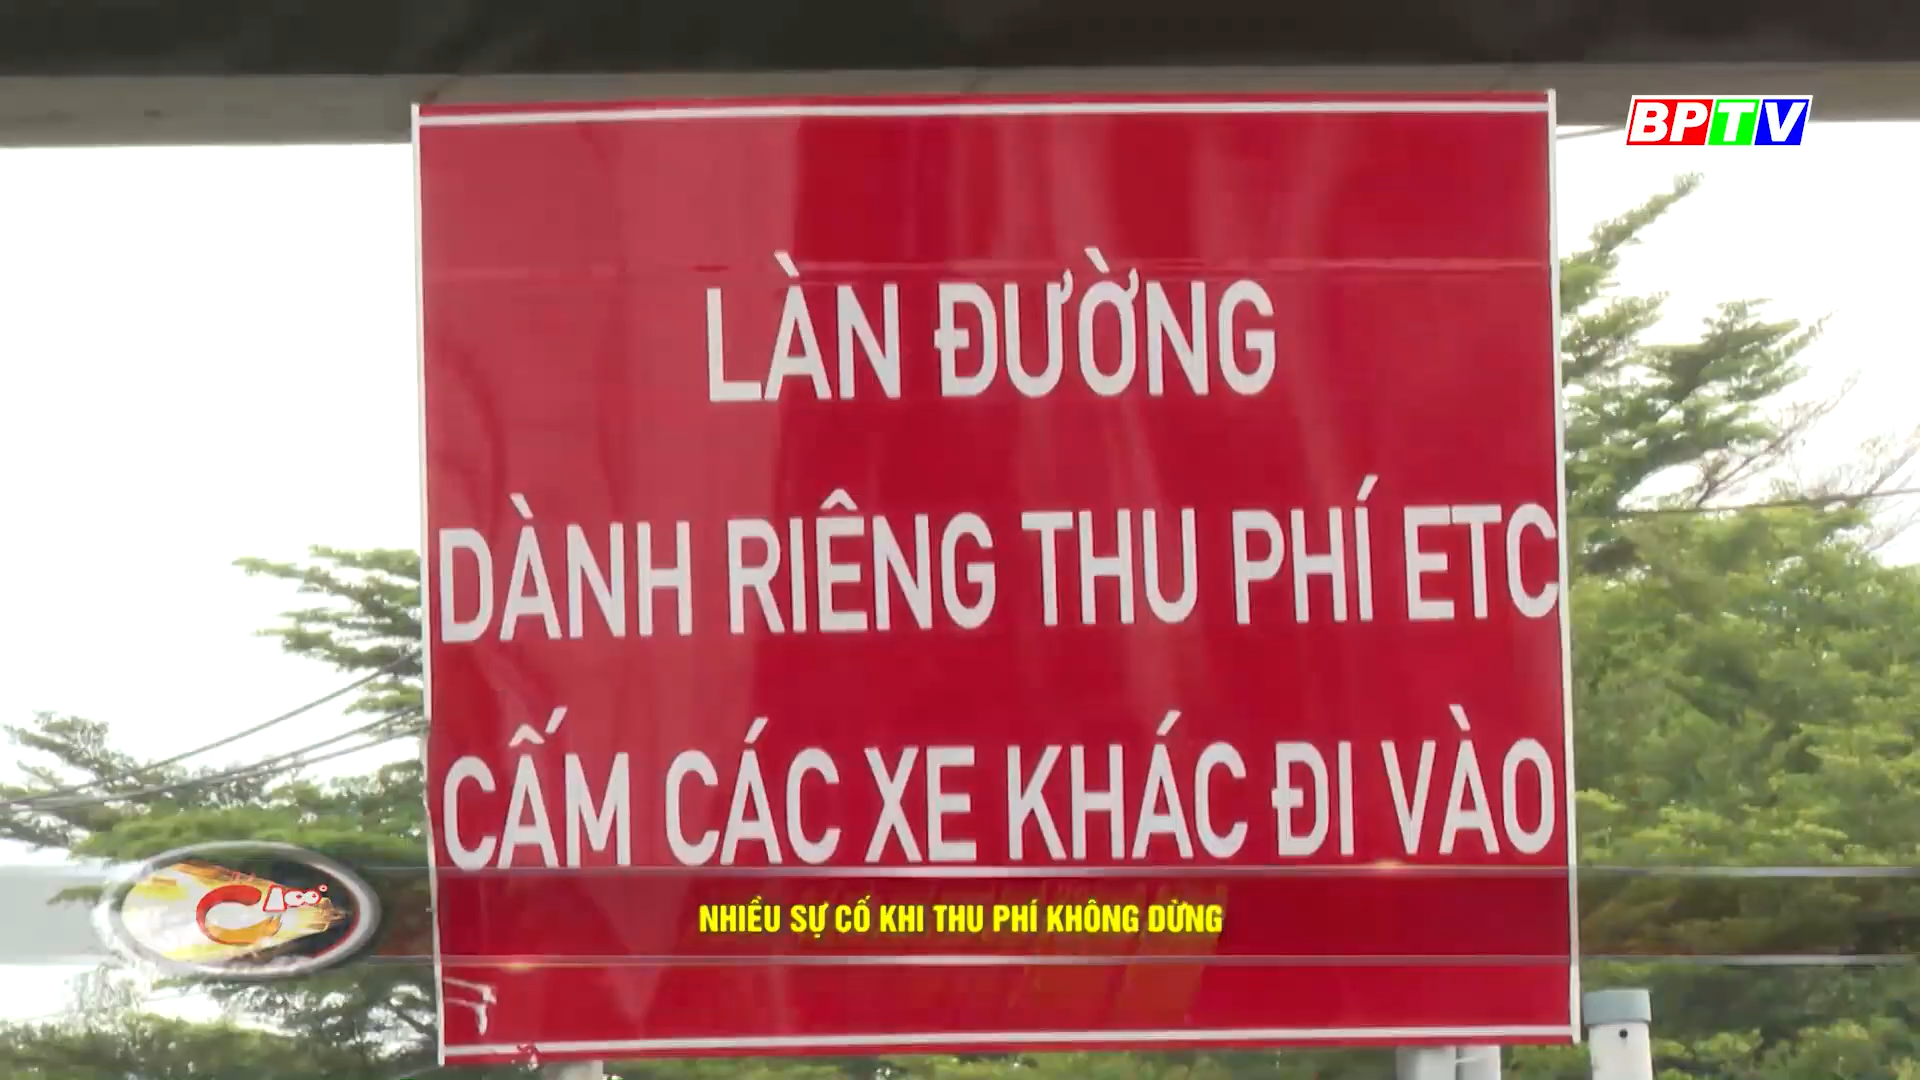 BPTV
LÀN ĐƯỜNG
DÀNH RIÊNG THU PHÍ ETC
CẤM CÁC XE KHÁC ĐI VÀO
NHIỀU SỰ CỐ KHI THU PHÍ KHÔNG DỪNG